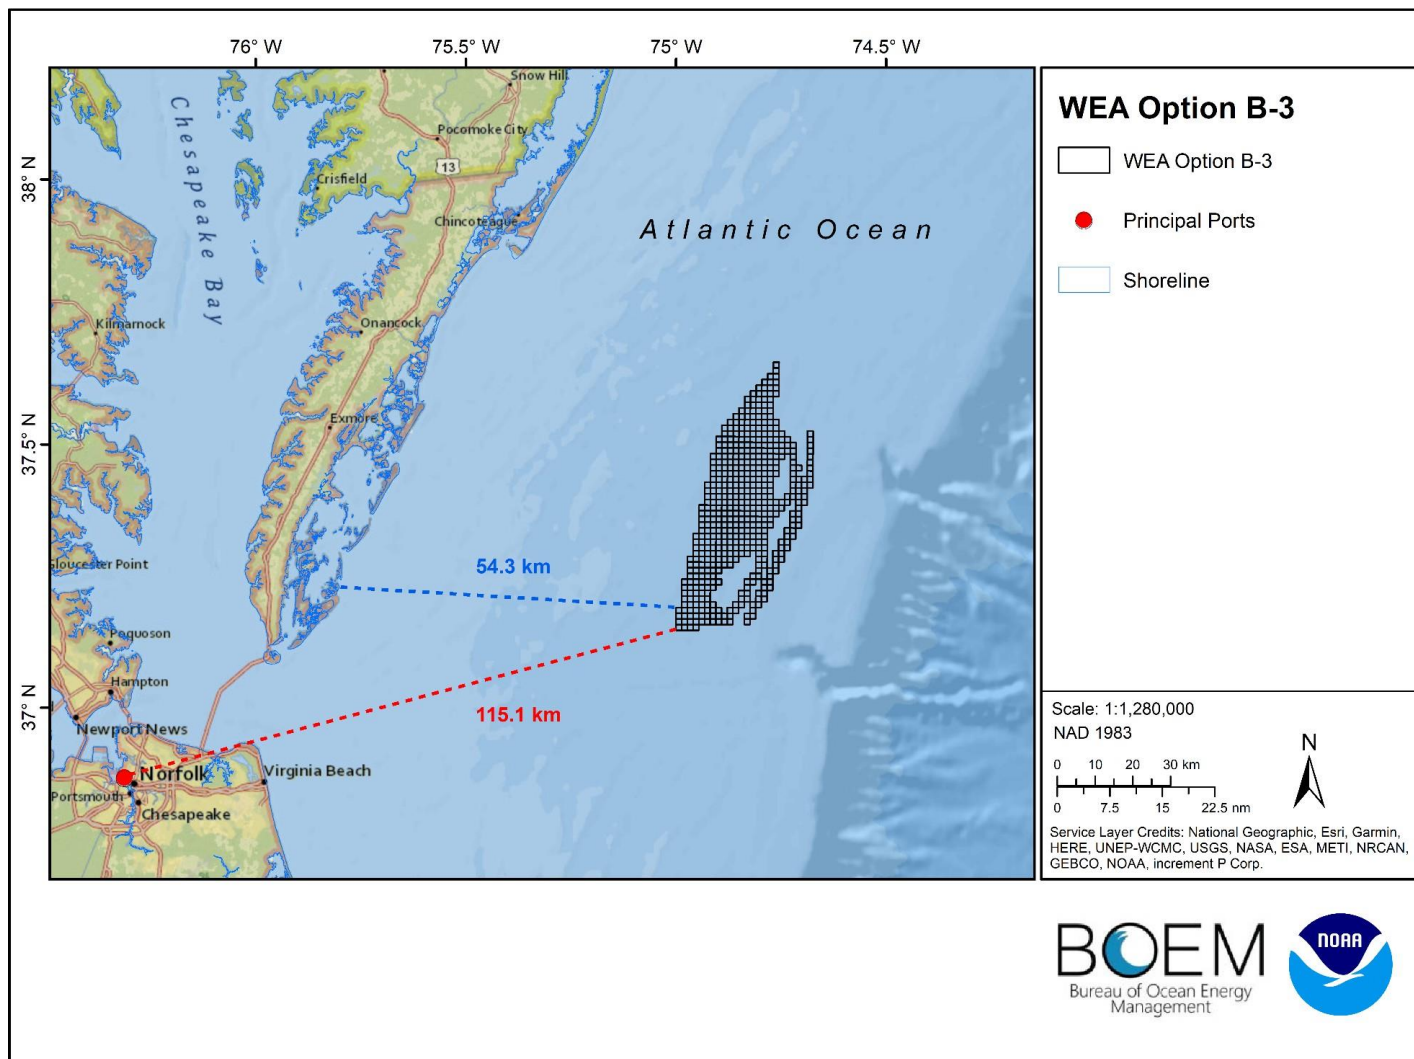 76° W
75.5° W
75° W
74.5° W
38° N
37.5° N
37° N
Snow Hill
Pocomoke City
13
Crisfield
Chincoteague
Chesapeake Bay
Atlantic Ocean
Kilmarnock
Onancock
Exmore
Gloucester Point
54.3 km
Poquoson
Hampton
115.1 km
Newport News
Norfolk
Virginia Beach
Portsmouth
Chesapeake
WEA Option B-3
WEA Option B-3
Principal Ports
Shoreline
Scale: 1:1,280,000
NAD 1983
N
0 10 20 30 km
0 7.5 15 22.5 nm
Service Layer Credits: National Geographic, Esri, Garmin,
HERE, UNEP-WCMC, USGS, NASA, ESA, METI, NRCAN,
GEBCO, NOAA, increment P Corp.
BOEM
Bureau of Ocean Energy
Management
NOAA